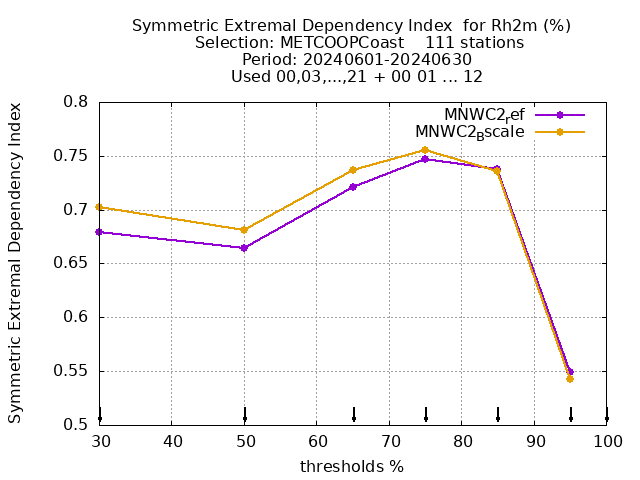 Symmetric Extremal Dependency Index  for Rh2m (%)
Selection: METCOOPCoast    111 stations
Period: 20240601-20240630
Used 00,03,...,21 + 00 01 ... 12
Symmetric Extremal Dependency Index
0.8
0.75
0.7
0.65
0.6
0.55
0.5
MNWC2ref
MNWC2Bscale
30 40 50 60 70 80 90 100
thresholds %